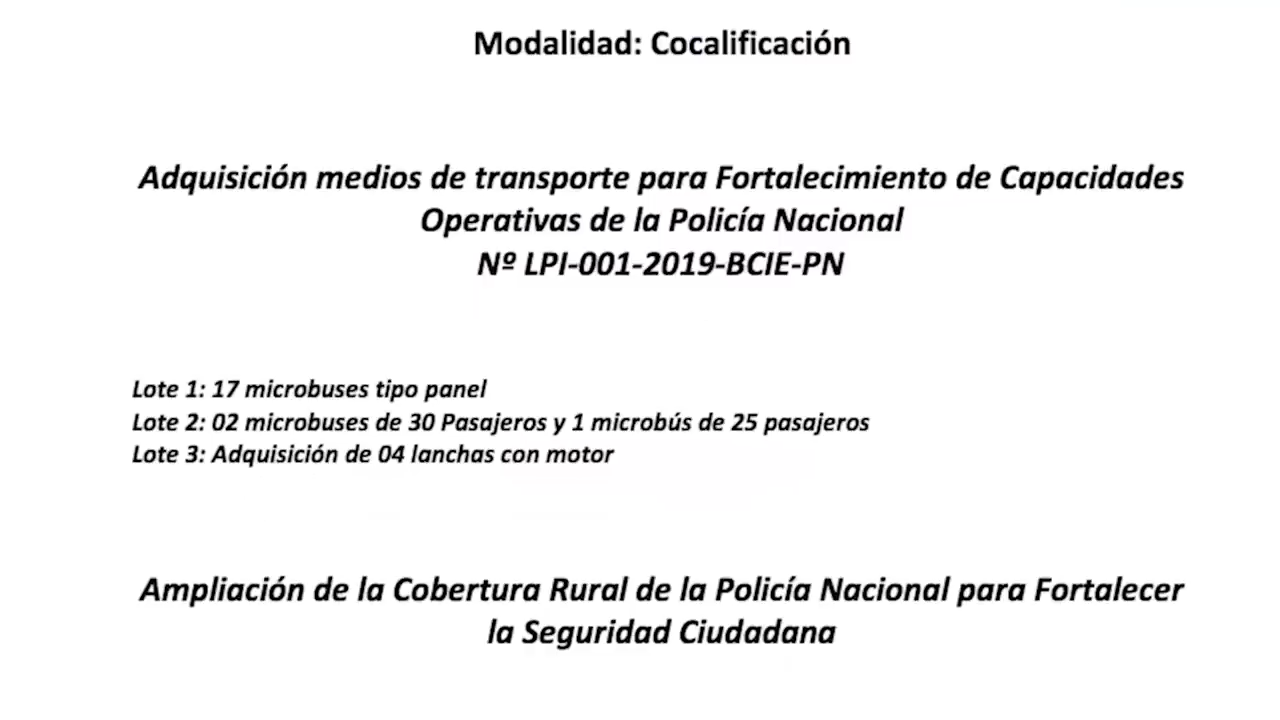 Modalidad: Cocalificación
Adquisición medios de transporte para Fortalecimiento de Capacidades
Operativas de la Policía Nacional
Nº LPI-001-2019-BCIE-PN
Lote 1: 17 microbuses tipo panel
Lote 2: 02 microbuses de 30 Pasajeros y 1 microbús de 25 pasajeros
Lote 3: Adquisición de 04 lanchas con motor
Ampliación de la Cobertura Rural de la Policía Nacional para Fortalecer
la Seguridad Ciudadana